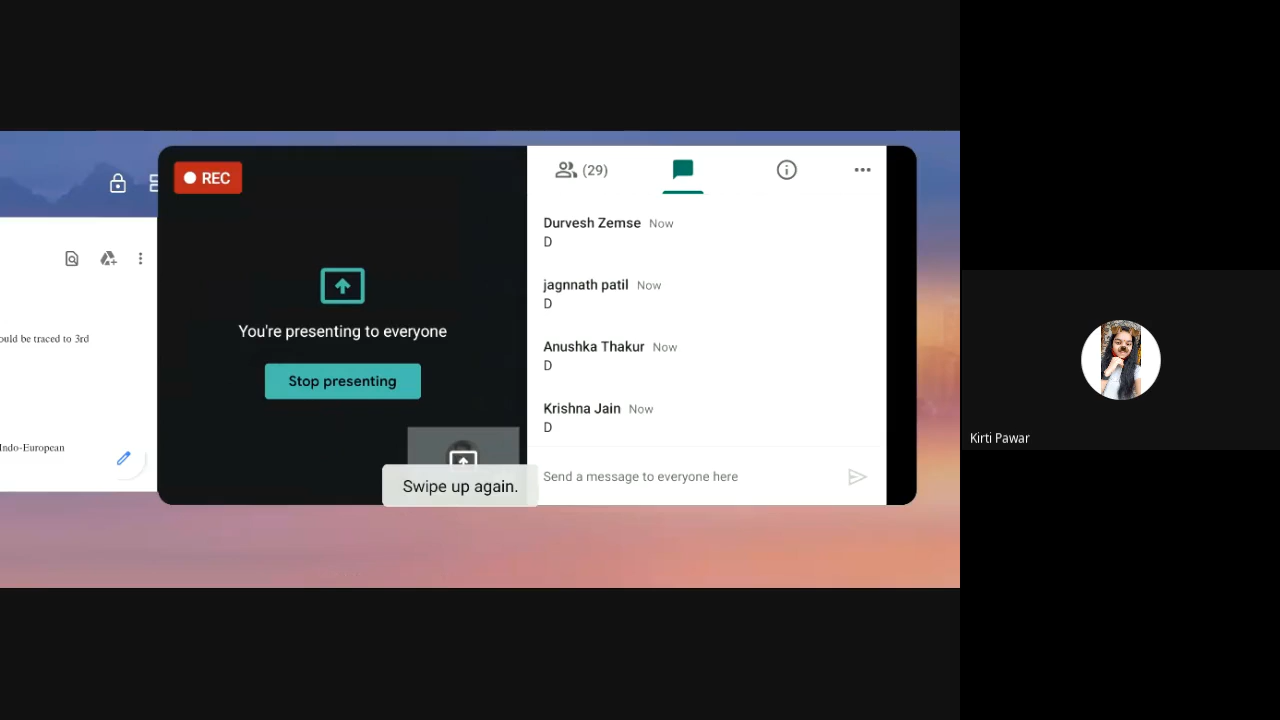 REC
(29)
Durvesh Zemse Now
D
jagnnath patil Now
D
ould be traced to 3rd
You're presenting to everyone
Anushka Thakur Now
D
Stop presenting
Krishna Jain Now
D
Indo-European
Send a message to everyone here
Swipe up again.
Kirti Pawar